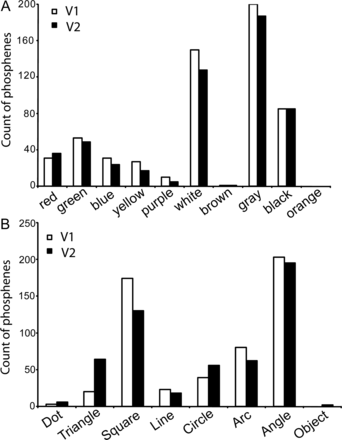 A
V1
V2
Count of phosphenes
200
160
120
80
40
0
red green blue yellow purple white brown gray black orange
B
V1
V2
Count of phosphenes
250
200
150
100
50
0
Dot Triangle Square Line Circle Arc Angle Object